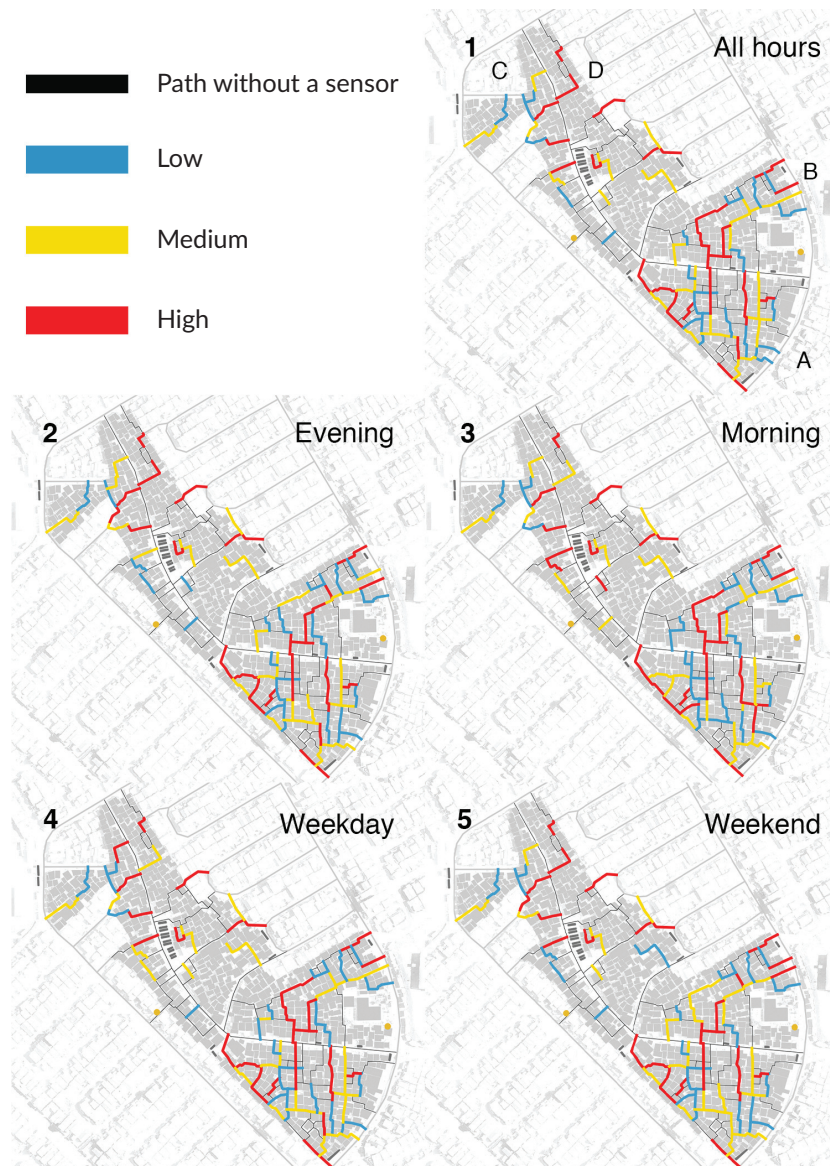 Path without a sensor
Low
Medium
High
1
All hours
C
D
B
A
2
Evening
3
Morning
4
Weekday
5
Weekend